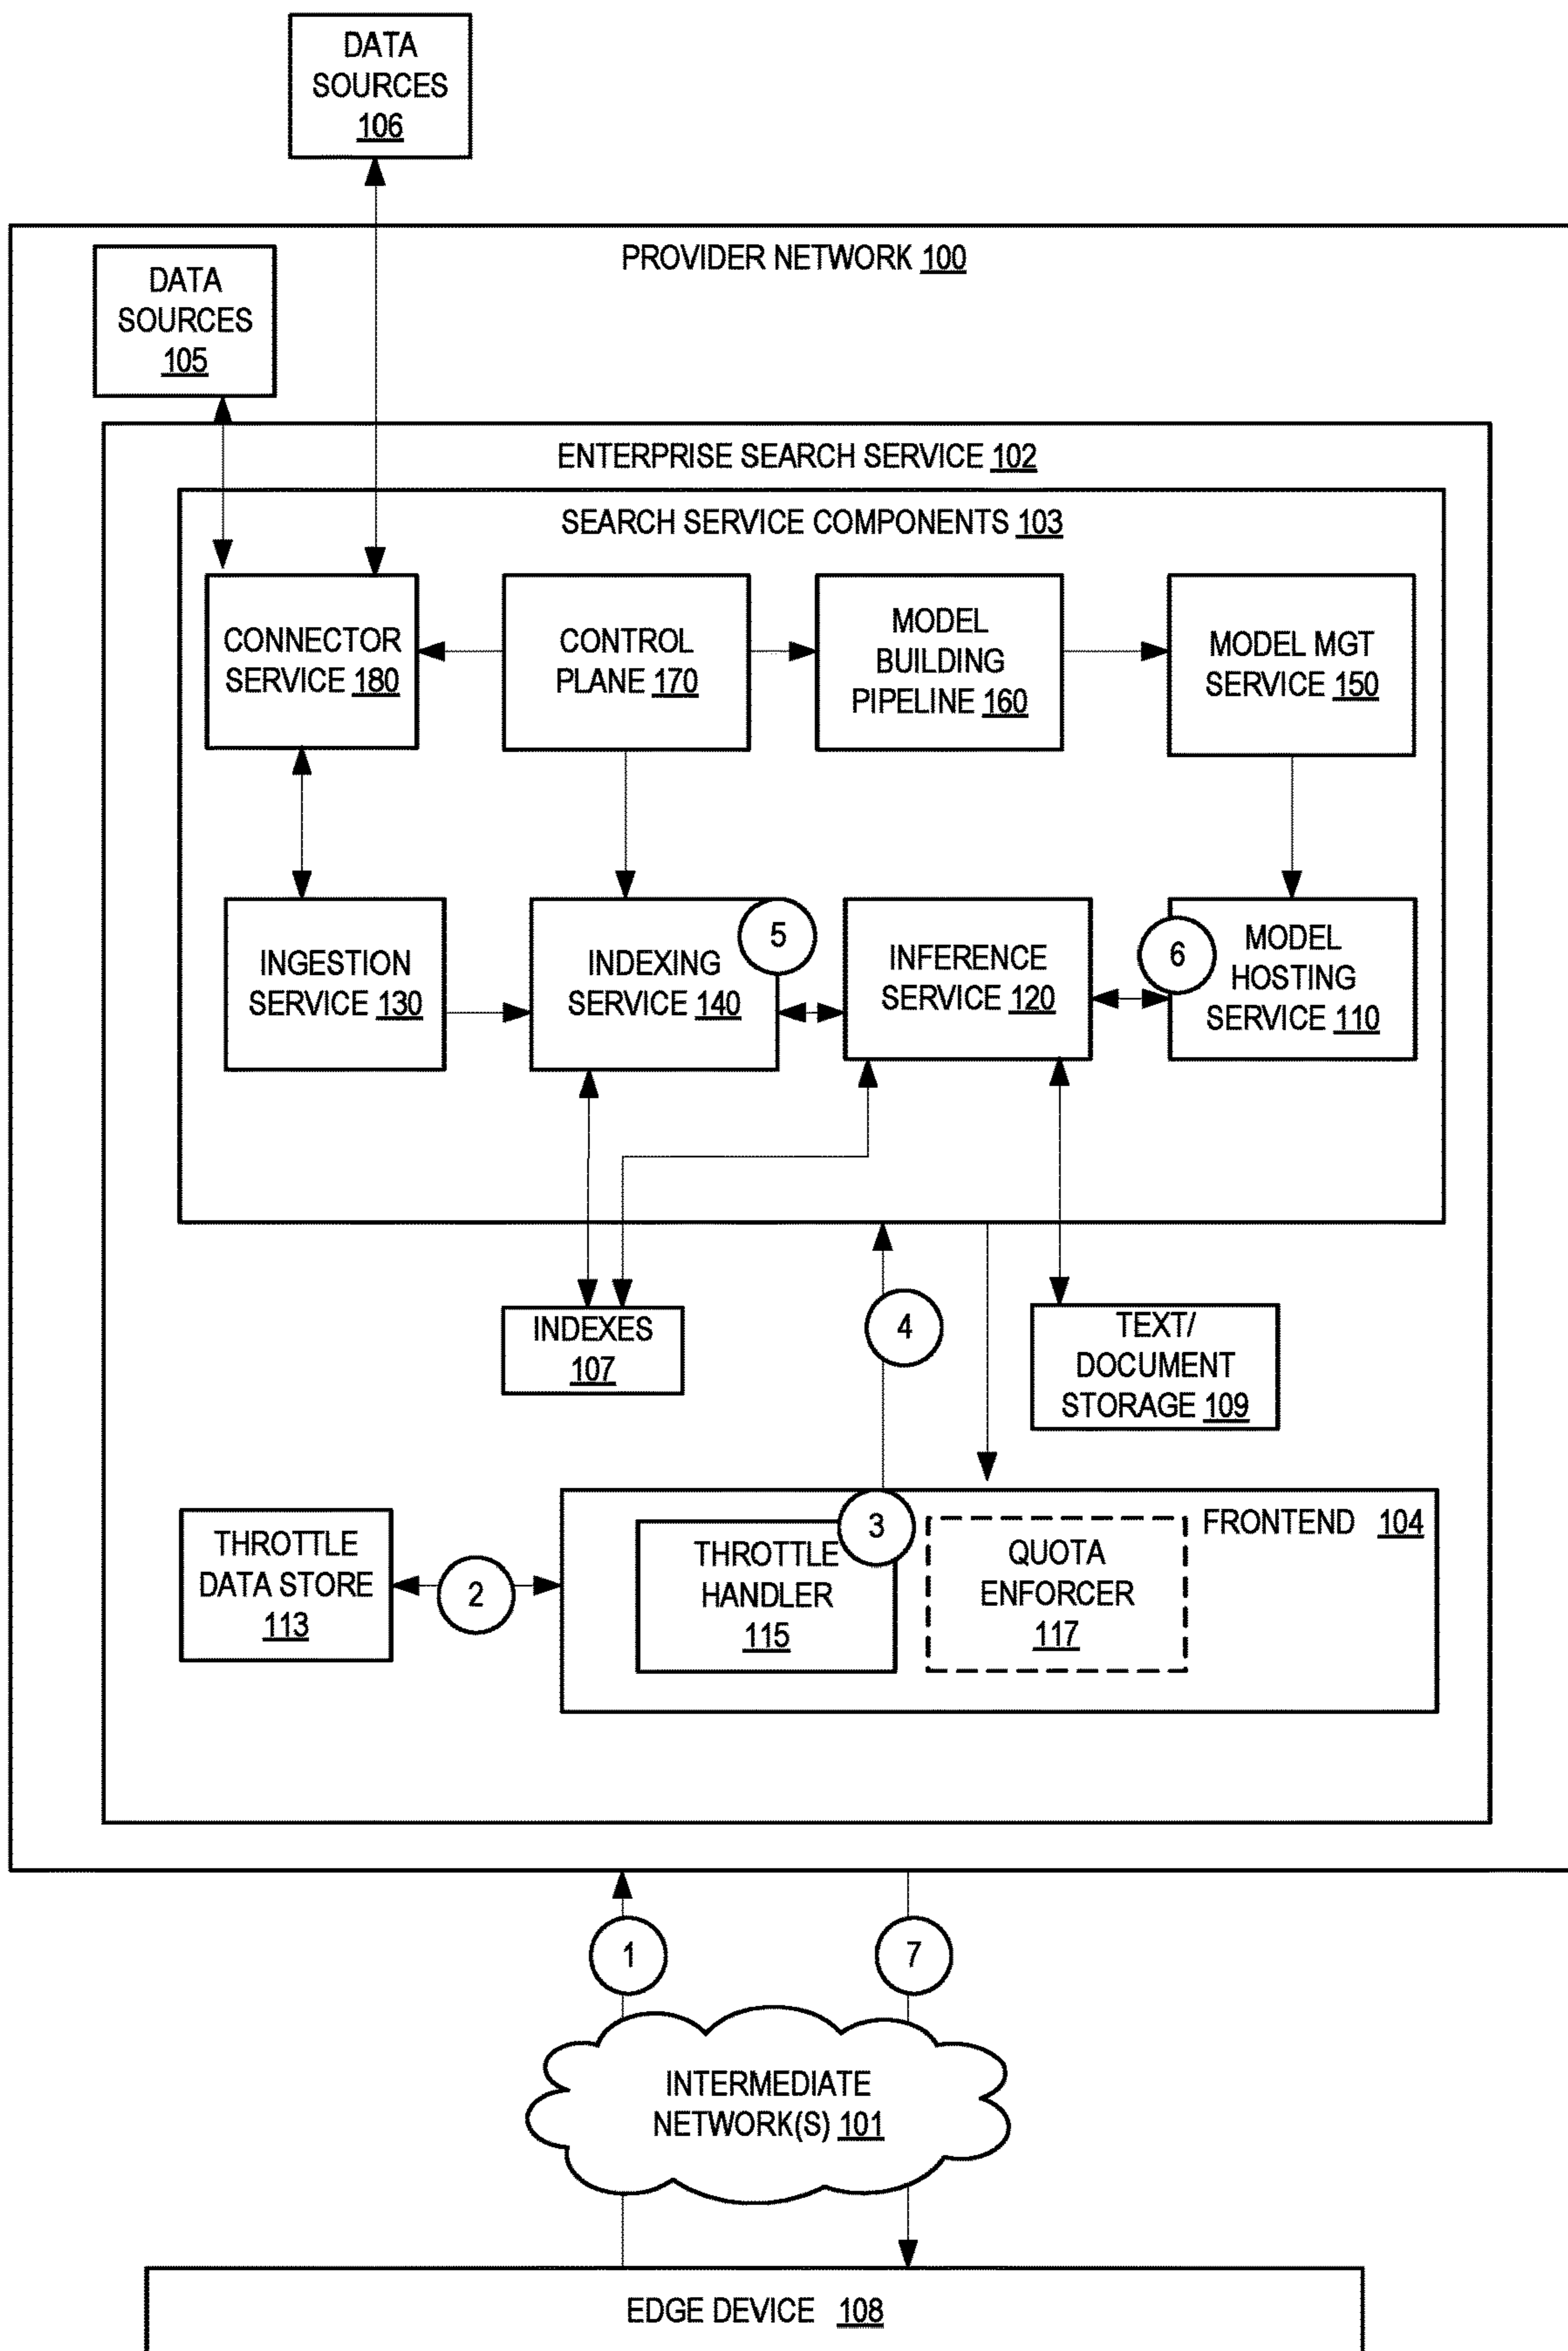 DATA
SOURCES
106
PROVIDER NETWORK 100
DATA
SOURCES
105
ENTERPRISE SEARCH SERVICE 102
SEARCH SERVICE COMPONENTS 103
CONNECTOR
SERVICE 180
CONTROL
PLANE 170
MODEL
BUILDING
PIPELINE 160
MODEL MGT
SERVICE 150
INGESTION
SERVICE 130
INDEXING
SERVICE 140
5
INFERENCE
SERVICE 120
6
MODEL
HOSTING
SERVICE 110
INDEXES
107
4
TEXT/
DOCUMENT
STORAGE 109
THROTTLE
DATA STORE
113
2
THROTTLE
HANDLER
115
3
QUOTA
ENFORCER
117
FRONTEND 104
1
7
INTERMEDIATE
NETWORK(S) 101
EDGE DEVICE 108